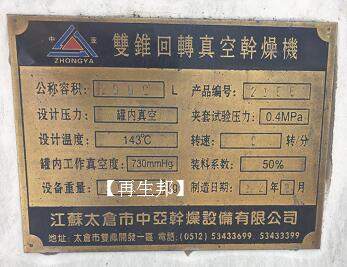 中 亚
ZHONGYA
雙錐回轉真空幹燥機
公称容积: L 产品编号:
设计压力: 罐内真空 夹套试验压力: 0.4MPa
设计温度: 143℃ 转速: 转/分
罐内工作真空度: 730mmHg 装料系数: 50%
设备重量: 【再生邦】 制造日期: 年 月
江蘇太倉市中亞幹燥設備有限公司
地址: 太倉市雙鳳開發一區 電話: (0512) 53433699, 53433399